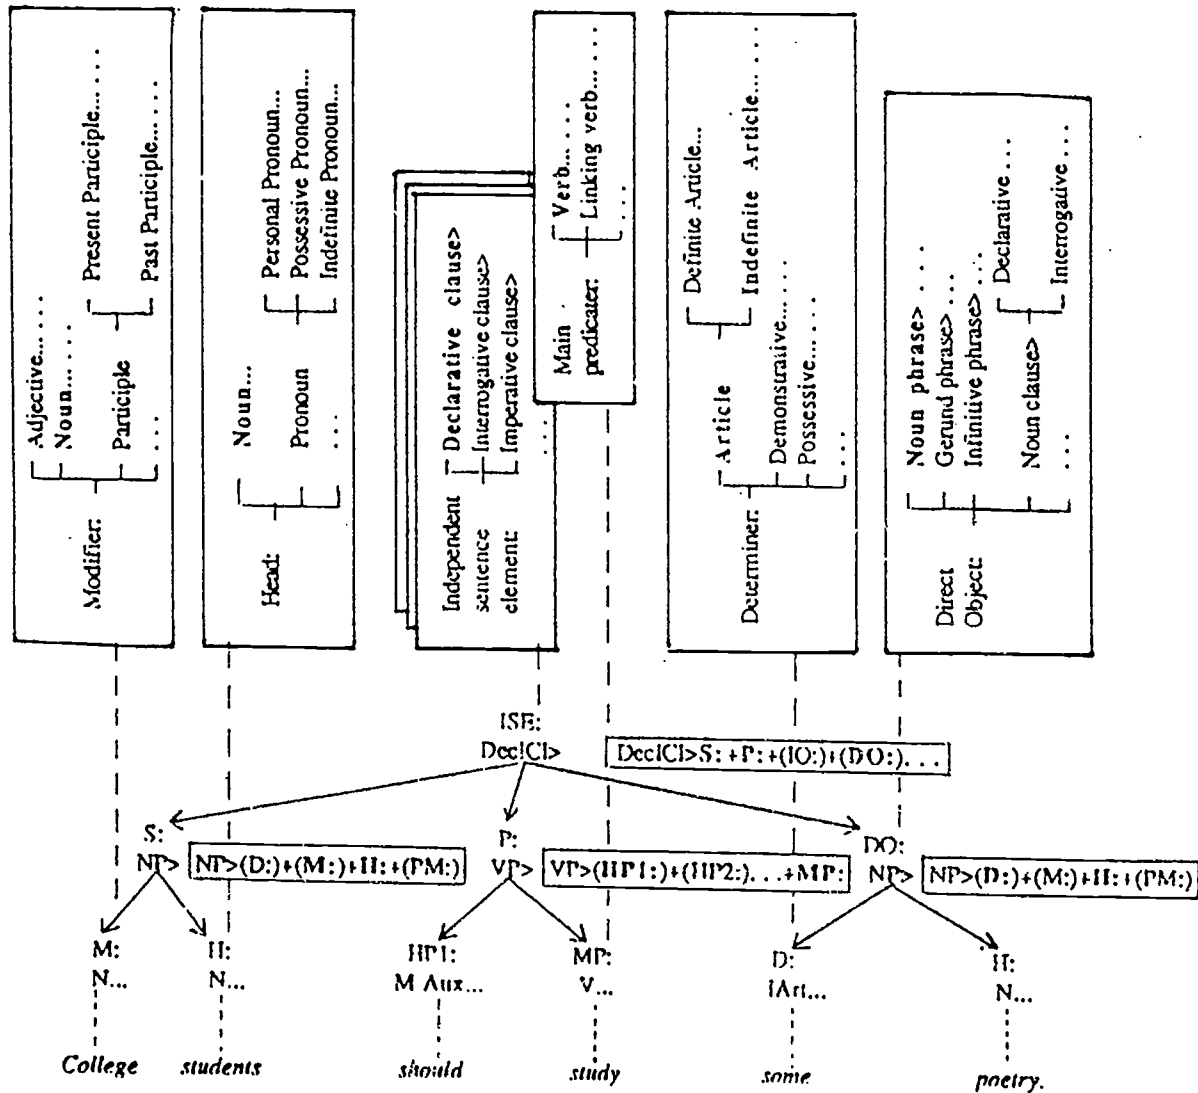 Modifier:
Adjective... . .
Noun... . . .
Participle
Present Participle... . . .
Past Participle... . . .
. . .
Head:
Noun...
Pronoun
Personal Pronoun...
Possessive Pronoun...
Indefinite Pronoun...
. . .
Independent
sentence
element:
Declarative clause>
Interrogative clause>
Imperative clause>
. . .
Main
predicater:
Verb... . . .
Linking verb... . . .
. . . .
Determiner:
Article
Definite Article...
Indefinite Article... . . .
Demonstrative... . . .
Possessive... . .
. . .
Direct
Object:
Noun phrase> . . .
Gerund phrase> . . .
Infinitive phrase> . . .
Noun clause>
Declarative . . .
Interrogative . . .
. . .
ISE:
DeclCl>
DeclCl>S: +P: +(IO:)+(DO:). . .
S:
NP>
NP>(D:)+(M:)+H: +(PM:)
P:
VP>
VP>(HP1:)+(HP2:). . .+MP:
DO:
NP>
NP>(D:)+(M:)+H: +(PM:)
M:
N...
H:
N...
HP1:
M Aux...
MP:
V...
D:
IArt...
H:
N...
College students should study some poetry.